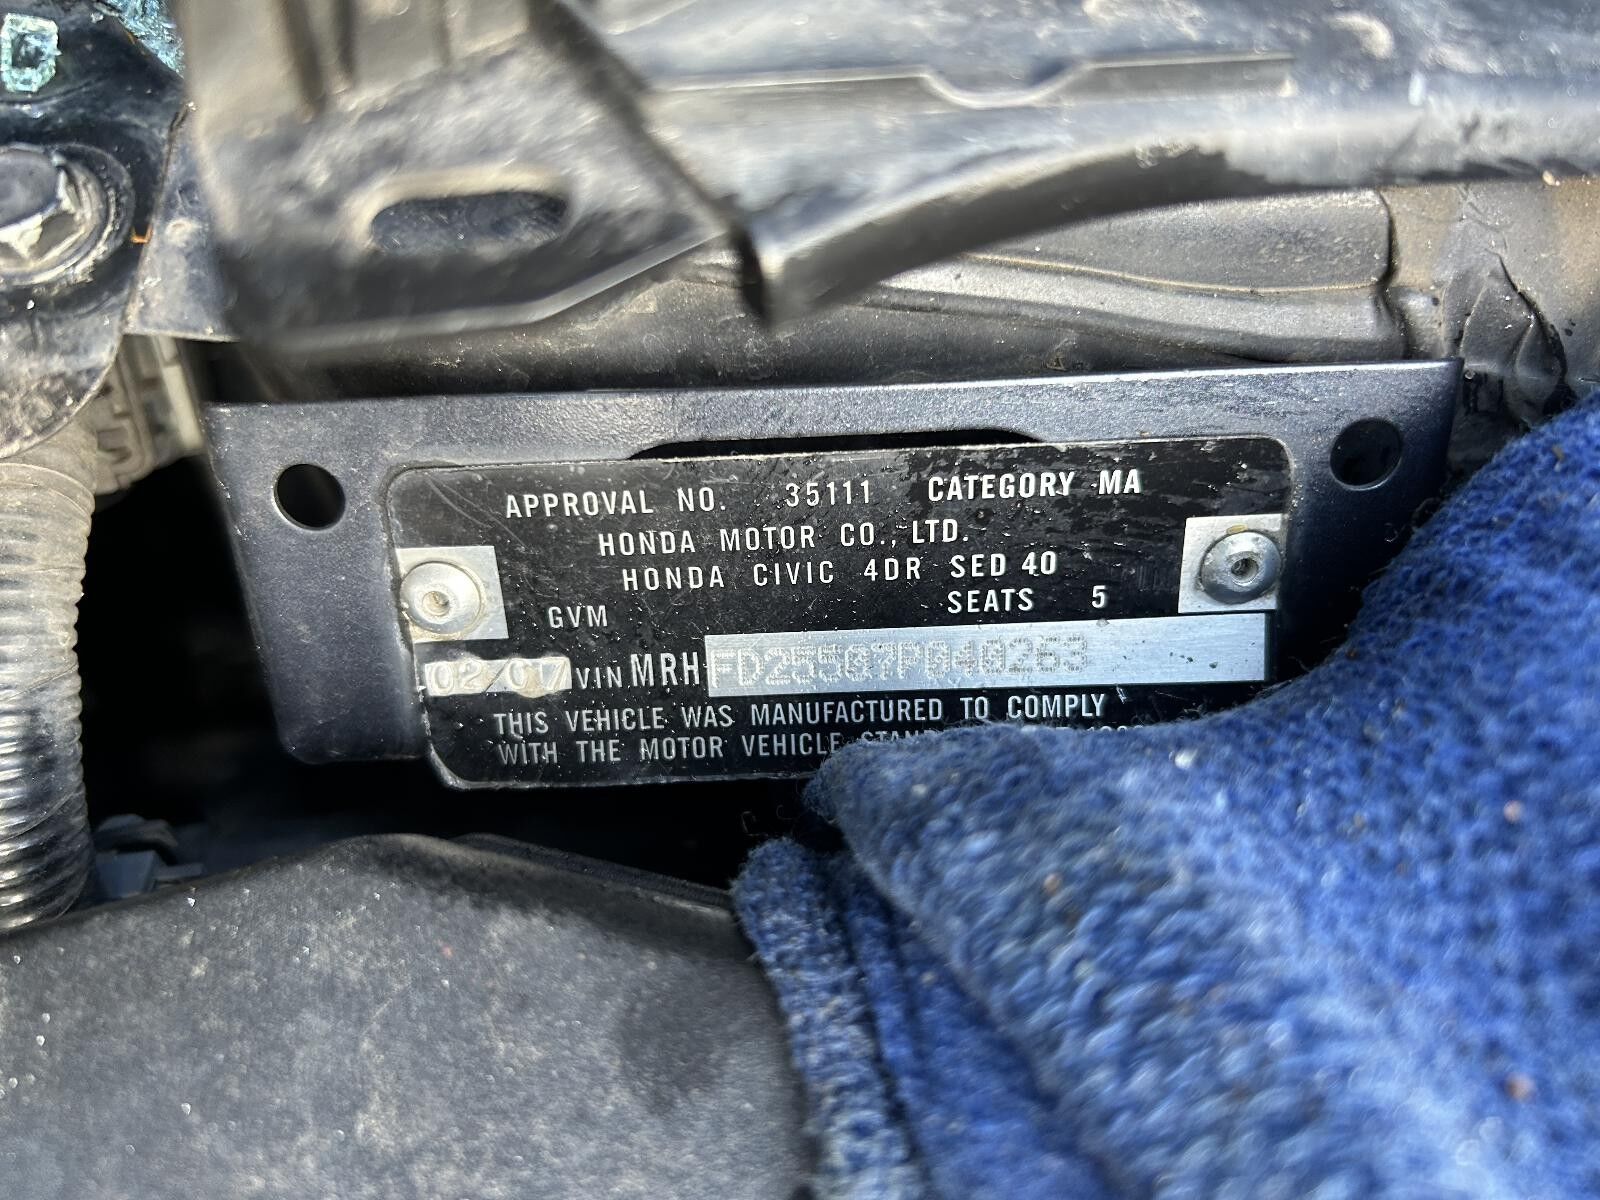 APPROVAL NO. 35111 CATEGORY MA
HONDA MOTOR CO., LTD.
HONDA CIVIC 4DR SED 40
GVM SEATS 5
02/07 VIN MRHFD25507P040263
THIS VEHICLE WAS MANUFACTURED TO COMPLY
WITH THE MOTOR VEHICLE